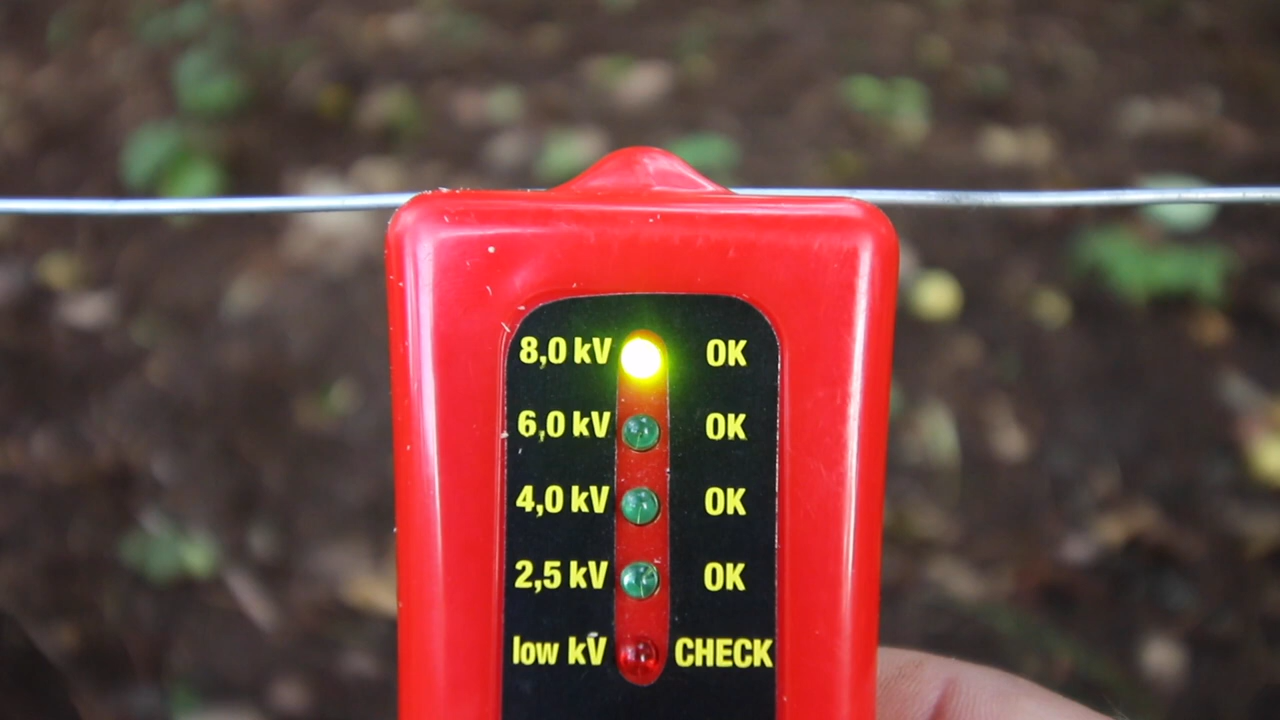 8,0 kV OK
6,0 kV OK
4,0 kV OK
2,5 kV OK
low kV CHECK